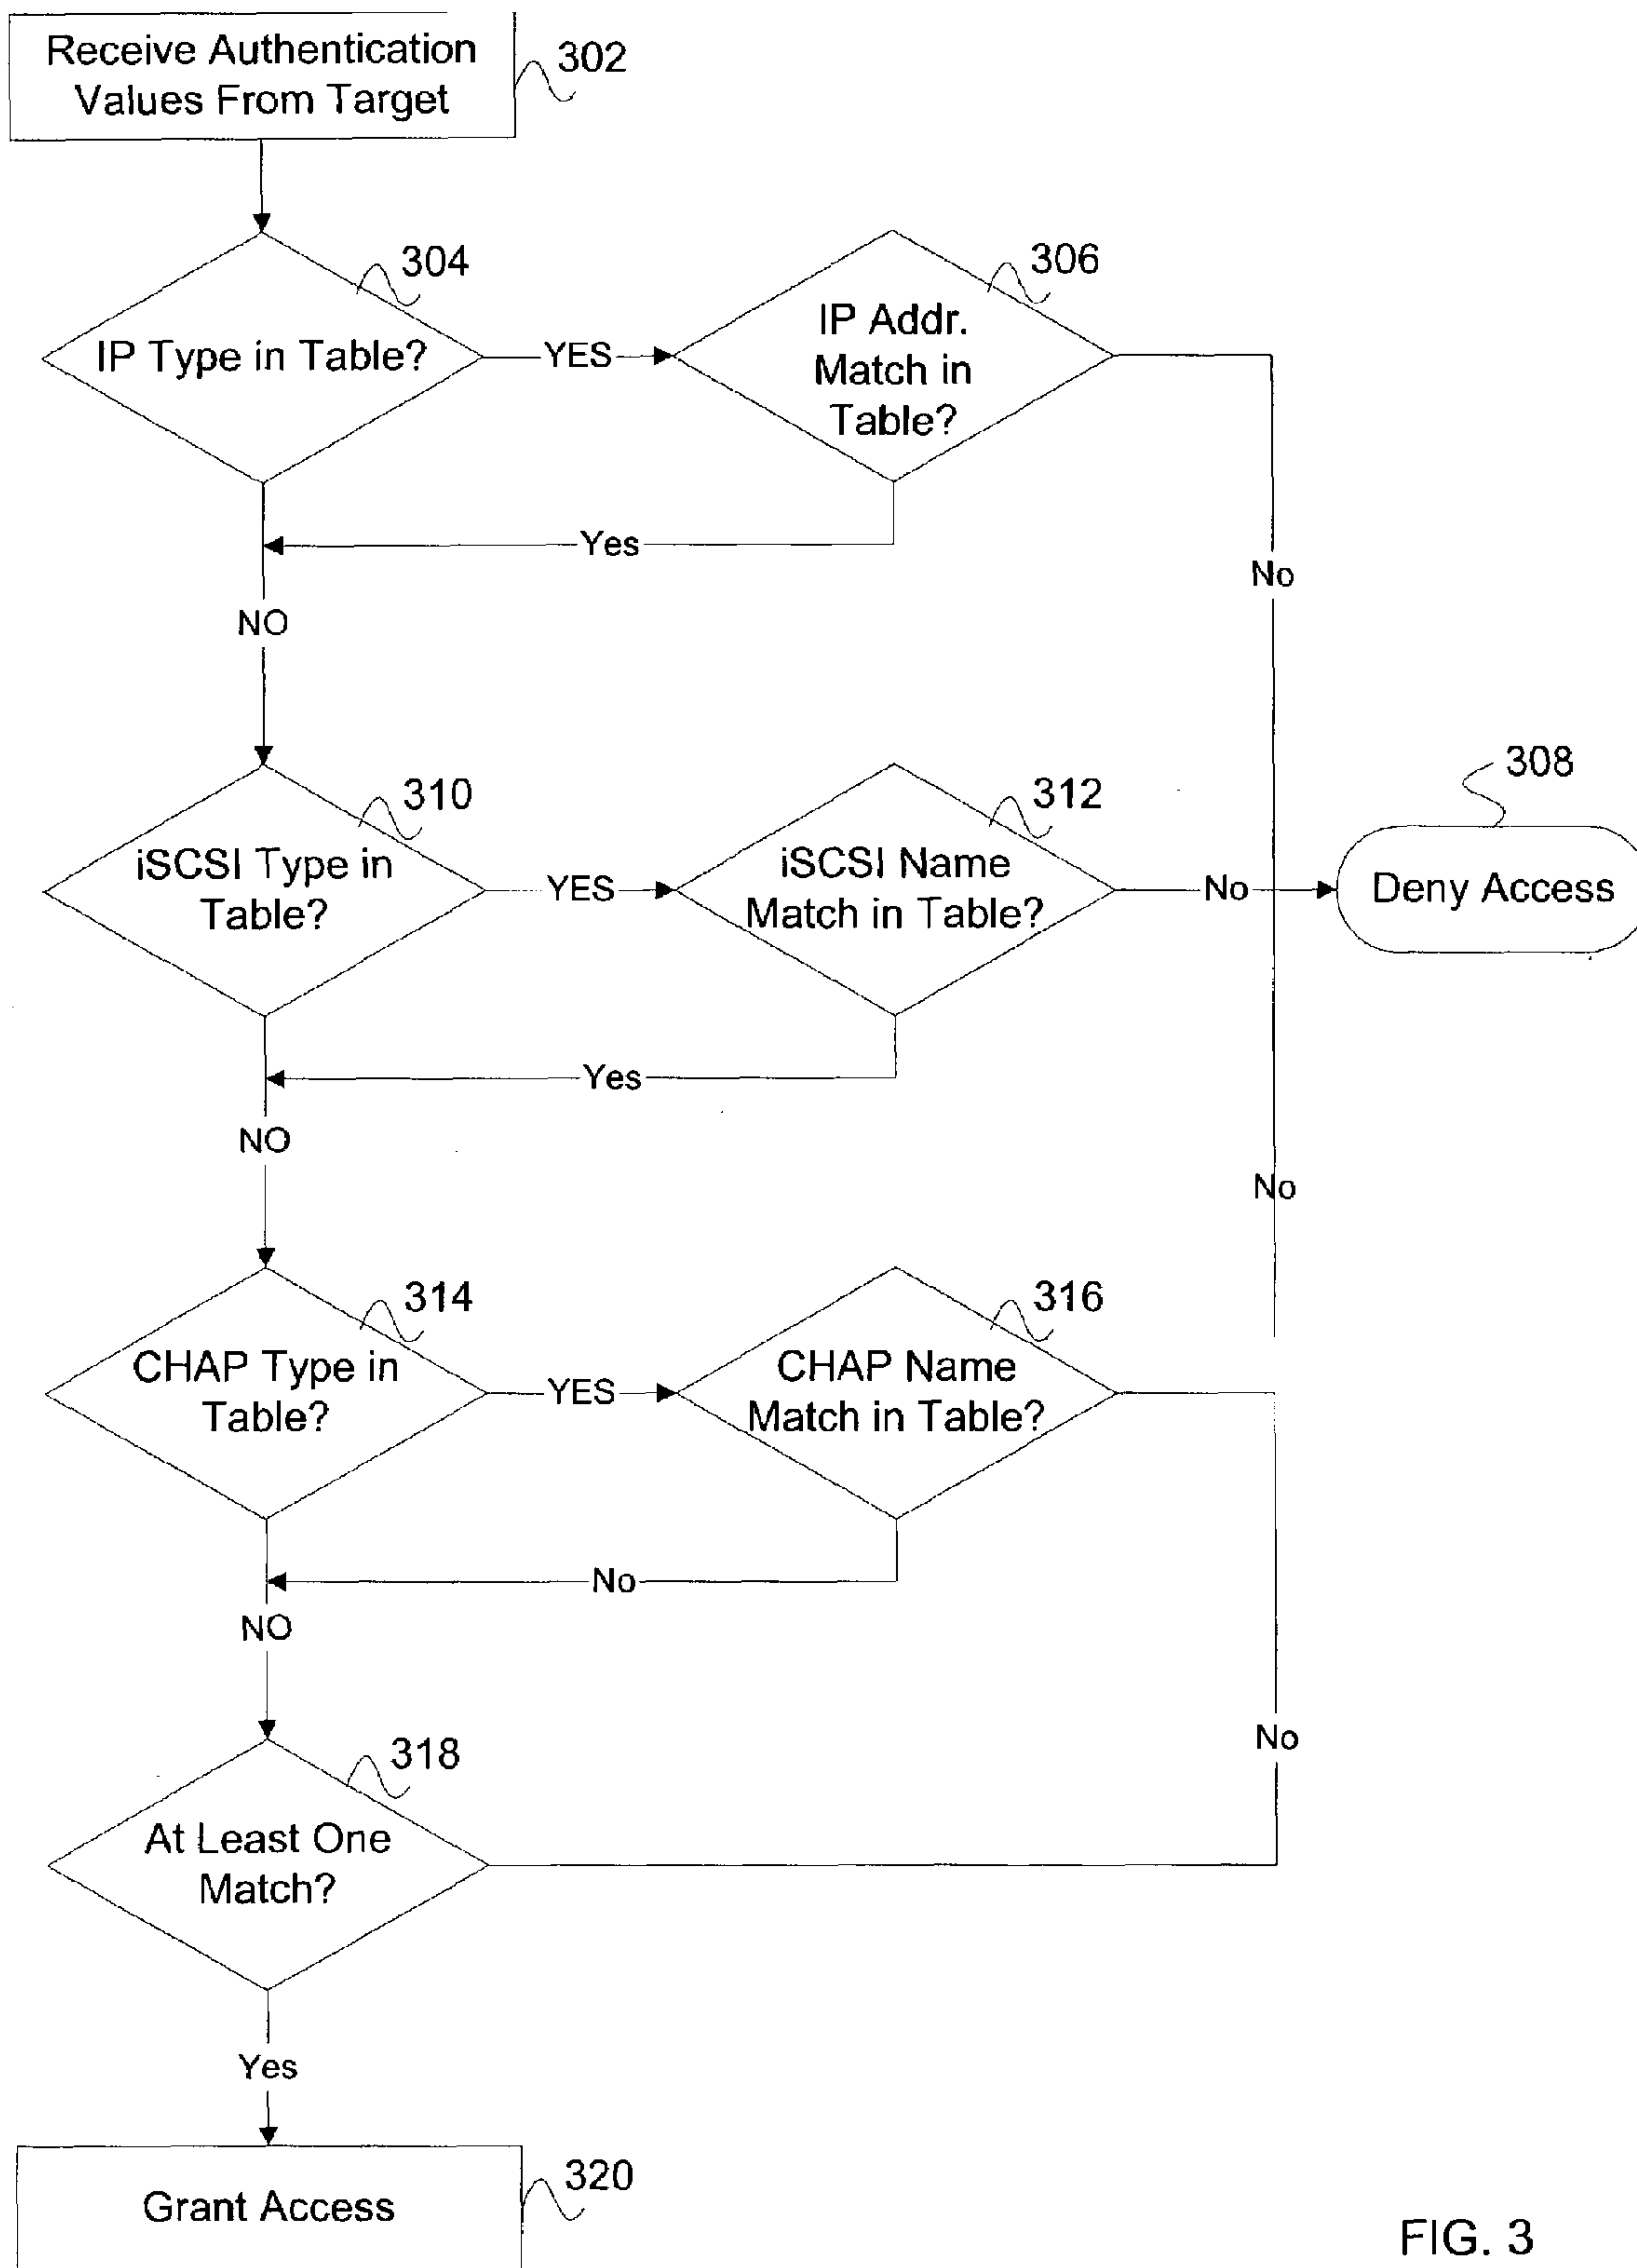 Receive Authentication
Values From Target
302
304
IP Type in Table?
YES
306
IP Addr.
Match in
Table?
Yes
No
NO
308
Deny Access
310
iSCSI Type in
Table?
YES
312
iSCSI Name
Match in Table?
No
Yes
NO
No
314
CHAP Type in
Table?
YES
316
CHAP Name
Match in Table?
No
NO
No
318
At Least One
Match?
Yes
320
Grant Access
FIG. 3